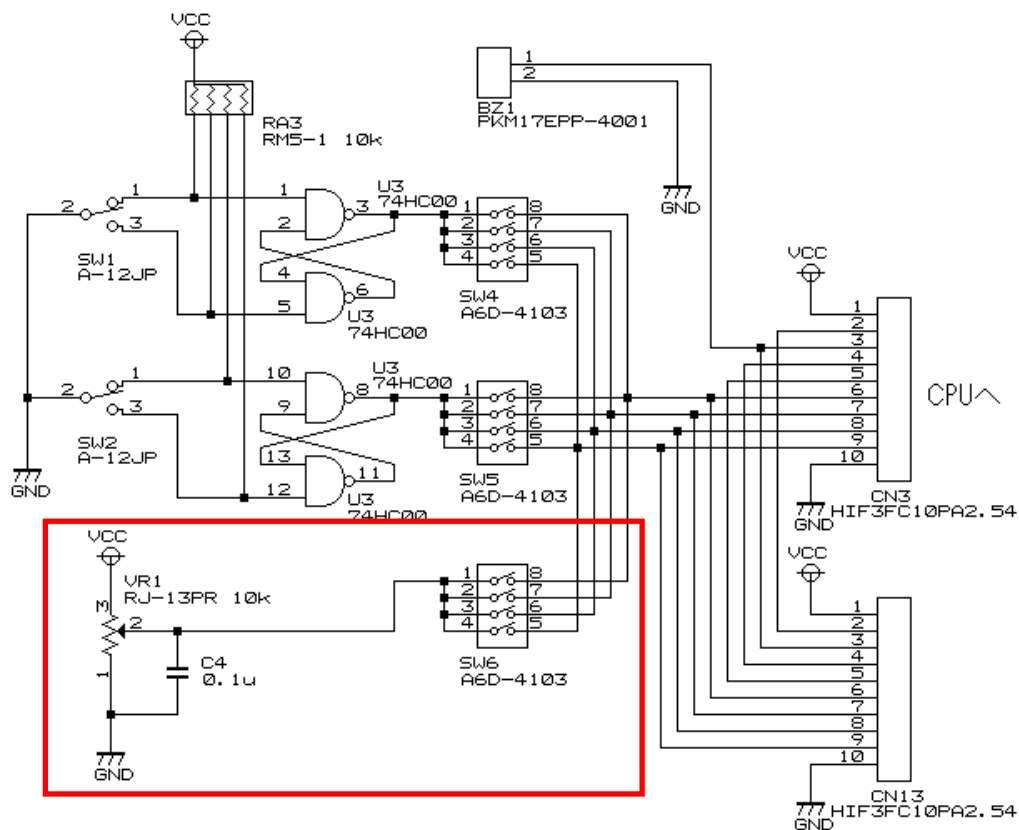 VCC
RA3
RM5-1 10k
1
2
BZ1
PKM17EPP-4001
GND
2
1
3
SW1
A-12JP
1
2
3
U3
74HC00
4
5
6
U3
74HC00
1
2
3
4
8
7
6
5
SW4
A6D-4103
2
1
3
SW2
A-12JP
GND
10
9
8
U3
74HC00
13
12
11
U3
74HC00
1
2
3
4
8
7
6
5
SW5
A6D-4103
VCC
1
2
3
4
5
6
7
8
9
10
CPUへ
CN3
HIF3FC10PA2.54
GND
VCC
VR1
RJ-13PR 10k
3
2
1
C4
0.1u
GND
1
2
3
4
8
7
6
5
SW6
A6D-4103
VCC
1
2
3
4
5
6
7
8
9
10
CN13
HIF3FC10PA2.54
GND